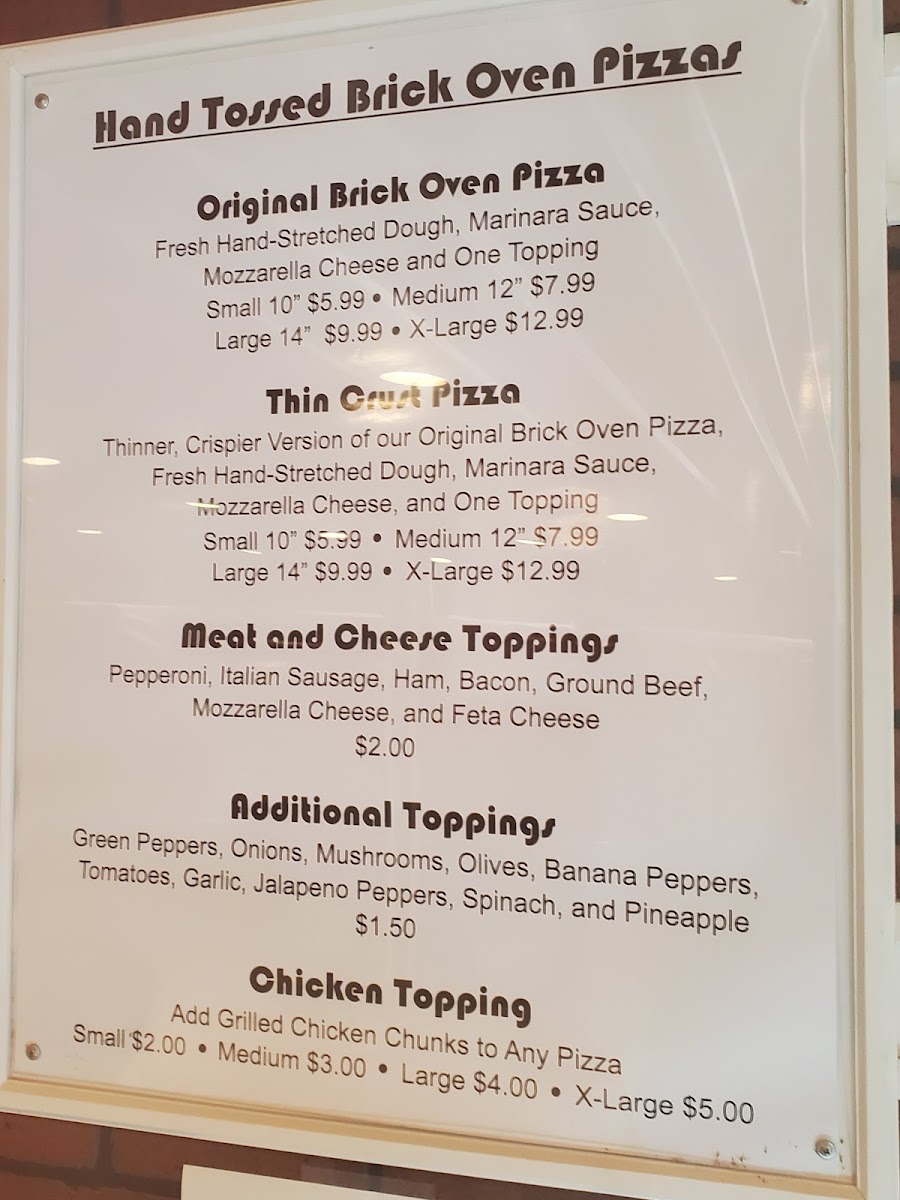 Hand Tossed Brick Oven Pizzas
Original Brick Oven Pizza
Fresh Hand-Stretched Dough, Marinara Sauce,
Mozzarella Cheese and One Topping
Small 10” $5.99 • Medium 12” $7.99
Large 14” $9.99 • X-Large $12.99
Thin Crust Pizza
Thinner, Crispier Version of our Original Brick Oven Pizza,
Fresh Hand-Stretched Dough, Marinara Sauce,
Mozzarella Cheese, and One Topping
Small 10” $5.99 • Medium 12” $7.99
Large 14” $9.99 • X-Large $12.99
Meat and Cheese Toppings
Pepperoni, Italian Sausage, Ham, Bacon, Ground Beef,
Mozzarella Cheese, and Feta Cheese
$2.00
Additional Toppings
Green Peppers, Onions, Mushrooms, Olives, Banana Peppers,
Tomatoes, Garlic, Jalapeno Peppers, Spinach, and Pineapple
$1.50
Chicken Topping
Add Grilled Chicken Chunks to Any Pizza
Small $2.00 • Medium $3.00 • Large $4.00 • X-Large $5.00